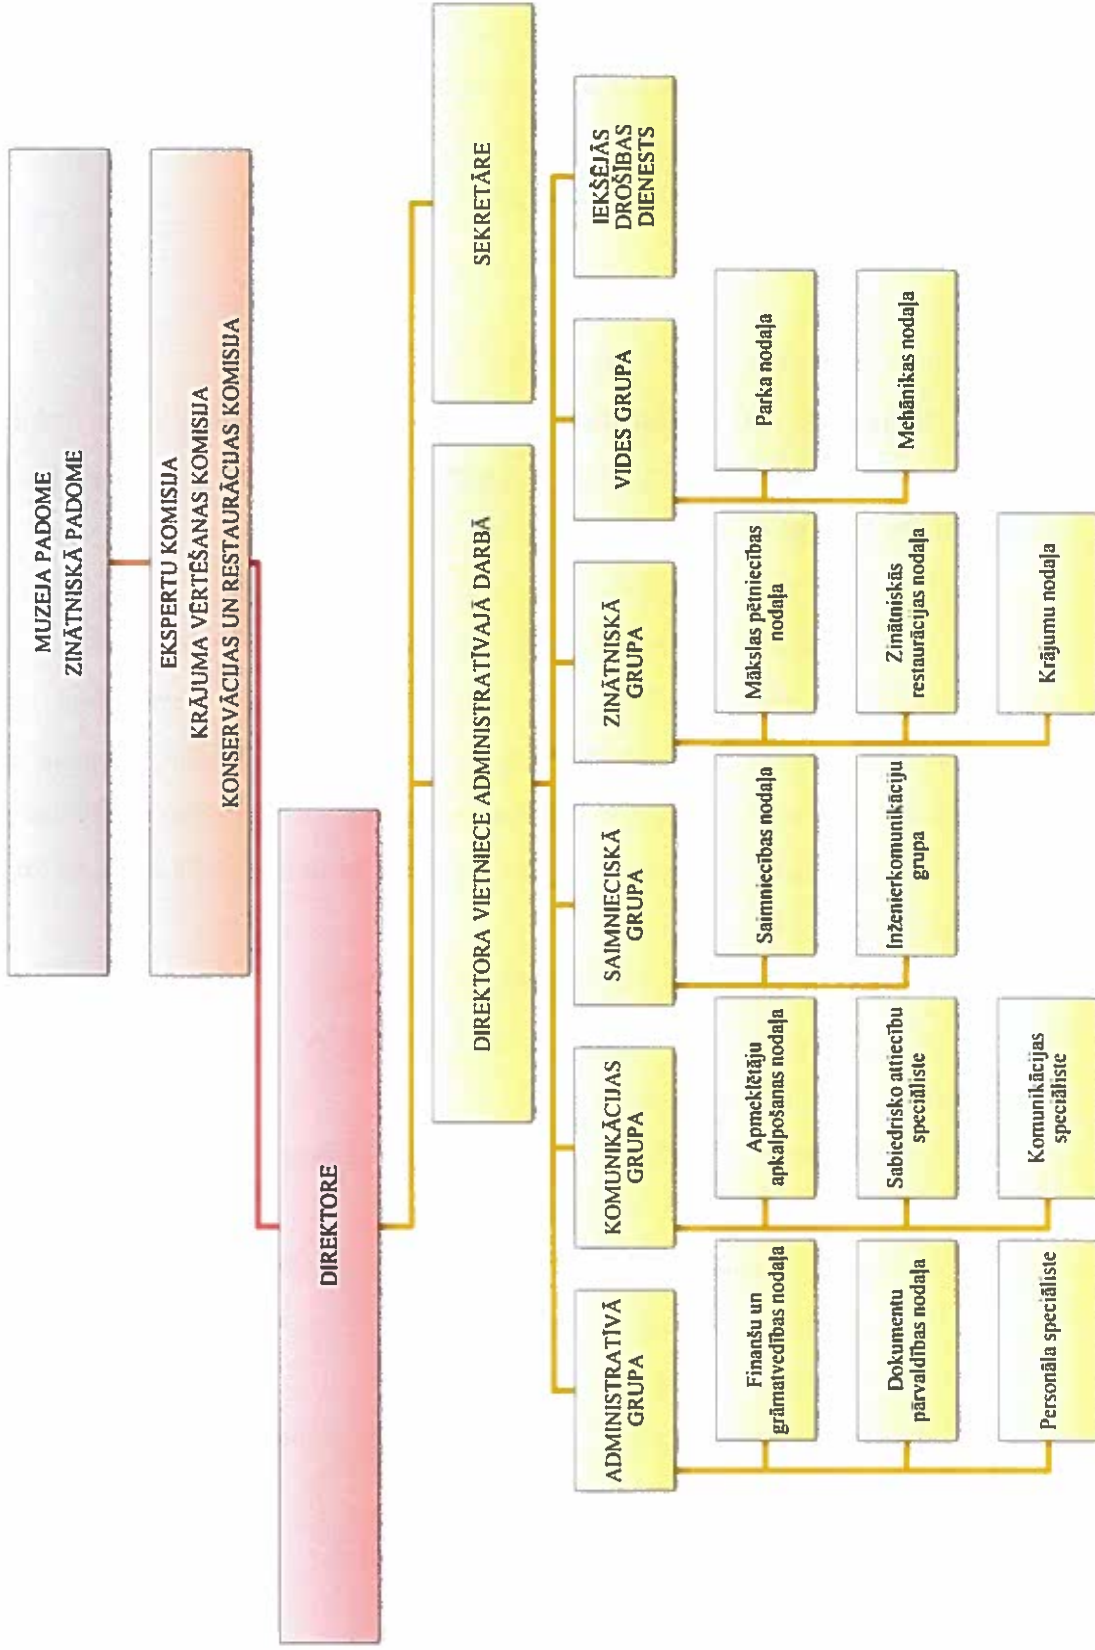 MUZEJA PADOME
ZINĀTNISKĀ PADOME
EKSPERTU KOMISIJA
KRĀJUMA VĒRTĒŠANAS KOMISIJA
KONSERVĀCIJAS UN RESTAURĀCIJAS KOMISIJA
DIREKTORE
DIREKTORA VIETNIECE ADMINISTRATĪVAJĀ DARBĀ
SEKRETĀRE
ADMINISTRATĪVĀ
GRUPA
KOMUNIKĀCIJAS
GRUPA
SAIMNIECISKĀ
GRUPA
ZINĀTNISKĀ
GRUPA
VIDES GRUPA
IEKŠĒJĀS
DROŠĪBAS
DIENESTS
Finanšu un
grāmatvedības nodaļa
Apmeklētāju
apkalpošanas nodaļa
Saimniecības nodaļa
Mākslas pētniecības
nodaļa
Parka nodaļa
Dokumentu
pārvaldības nodaļa
Sabiedrisko attiecību
speciāliste
Inženierkomunikāciju
grupa
Zinātniskās
restaurācijas nodaļa
Mehānikas nodaļa
Personāla speciāliste
Komunikācijas
speciāliste
Krājumu nodaļa